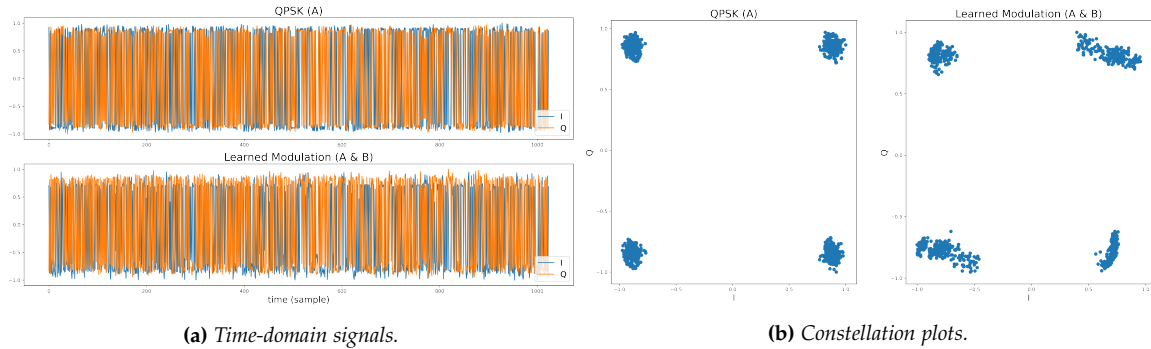 QPSK (A)
1.0
0.5
0.0
−0.5
−1.0
0
200
400
600
800
1000
I
Q
Learned Modulation (A & B)
1.0
0.5
0.0
−0.5
−1.0
0
200
400
600
800
1000
I
Q
time (sample)
(a) Time-domain signals.
QPSK (A)
Q
1.0
0.5
0.0
−0.5
−1.0
−1.0
−0.5
0.0
0.5
1.0
I
Learned Modulation (A & B)
Q
1.0
0.5
0.0
−0.5
−1.0
−1.0
−0.5
0.0
0.5
1.0
I
(b) Constellation plots.